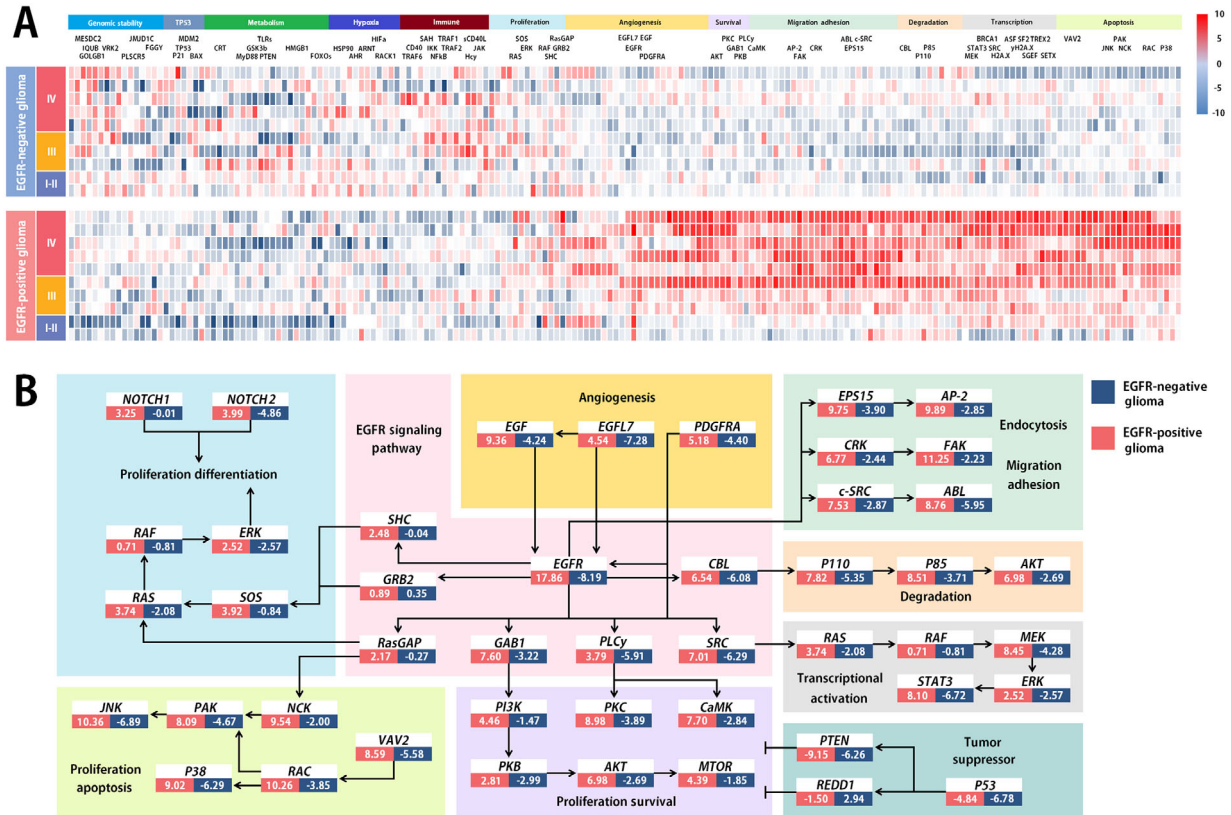 A
Genomic stability TP53 Metabolism Hypoxia Immune Proliferation Angiogenesis Survival Migration adhesion Degradation Transcription Apoptosis
MESDC2 JMUD1C MDM2 TLRs HIFa SAH TRAF1 sCD40L SOS RasGAP EGFL7 EGF PKC PLCy ABL c-SRC BRCA1 ASF SF2 TREX2 VAV2 PAK
IQUB VRK2 FGGY TP53 CRT GSK3b HMGB1 HSP90 ARNT CD40 IKK TRAF2 JAK ERK RAF GRB2 EGFR GAB1 CaMK AP-2 CRK EPS15 CBL P85 STAT3 SRC yH2A.X JNK NCK RAC P38
GOLGB1 PLSCR5 P21 BAX MyD88 PTEN FOXOs AHR RACK1 TRAF6 NFkB Hcy RAS SHC PDGFRA AKT PKB FAK P110 MEK H2A.X SGEF SETX
10
5
0
-5
-10
EGFR-negative glioma
IV
III
I-II
EGFR-positive glioma
IV
III
I-II
B
NOTCH1 NOTCH2
3.25 -0.01 3.99 -4.86
Proliferation differentiation
RAF ERK
0.71 -0.81 2.52 -2.57
RAS SOS
3.74 -2.08 3.92 -0.84
EGFR signaling
pathway
SHC
2.48 -0.04
GRB2
0.89 0.35
EGFR
17.86 -8.19
CBL
6.54 -6.08
RasGAP GAB1 PLCy SRC
2.17 -0.27 7.60 -3.22 3.79 -5.91 7.01 -6.29
Angiogenesis
EGF EGFL7 PDGFRA
9.36 -4.24 4.54 -7.28 5.18 -4.40
EPS15 AP-2
9.75 -3.90 9.89 -2.85
Endocytosis
CRK FAK
6.77 -2.44 11.25 -2.23
Migration
adhesion
c-SRC ABL
7.53 -2.87 8.76 -5.95
EGFR-negative
glioma
EGFR-positive
glioma
P110 P85 AKT
7.82 -5.35 8.51 -3.71 6.98 -2.69
Degradation
RAS RAF MEK
3.74 -2.08 0.71 -0.81 8.45 -4.28
Transcriptional
activation
STAT3 ERK
8.10 -6.72 2.52 -2.57
JNK PAK NCK
10.36 -6.89 8.09 -4.67 9.54 -2.00
VAV2
8.59 -5.58
Proliferation
apoptosis
P38 RAC
9.02 -6.29 10.26 -3.85
PI3K PKC CaMK
4.46 -1.47 8.98 -3.89 7.70 -2.84
PKB AKT MTOR
2.81 -2.99 6.98 -2.69 4.39 -1.85
Proliferation survival
PTEN
-9.15 -6.26
Tumor
suppressor
REDD1 P53
-1.50 2.94 -4.84 -6.78